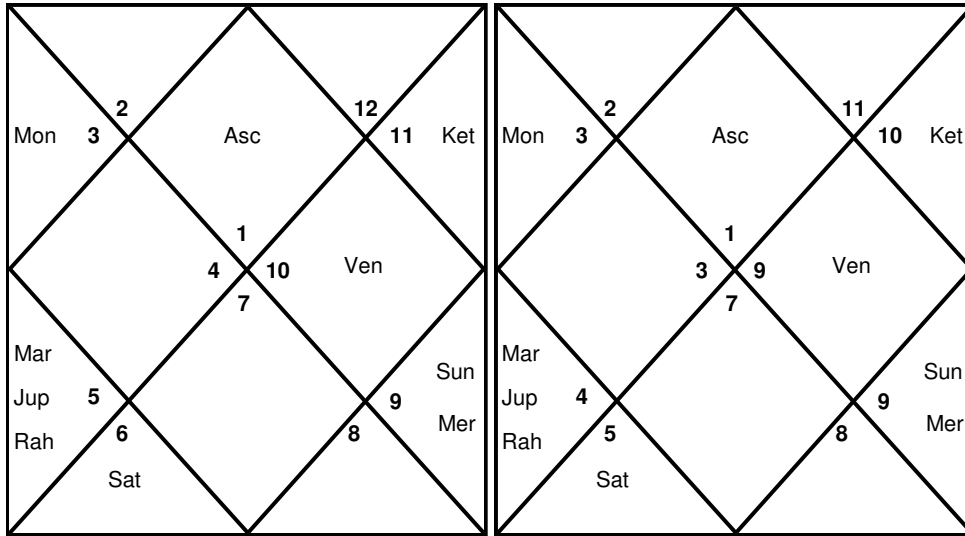 2 12
Mon 3 Asc 11 Ket
1
4 10 Ven
7
Mar
Jup 5 9 Sun
Rah 6 8 Mer
Sat
2 11
Mon 3 Asc 10 Ket
1
3 9 Ven
7
Mar
Jup 4 9 Sun
Rah 5 8 Mer
Sat